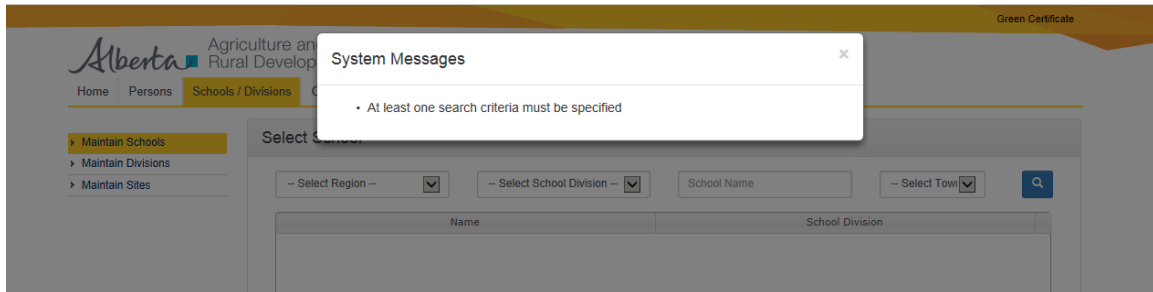 Green Certificate
Alberta Agriculture an
Rural Develop
System Messages
×
• At least one search criteria must be specified
Home Persons Schools / Divisions
Maintain Schools
Maintain Divisions
Maintain Sites
Select School
-- Select Region --
-- Select School Division --
School Name
-- Select Town
Name
School Division